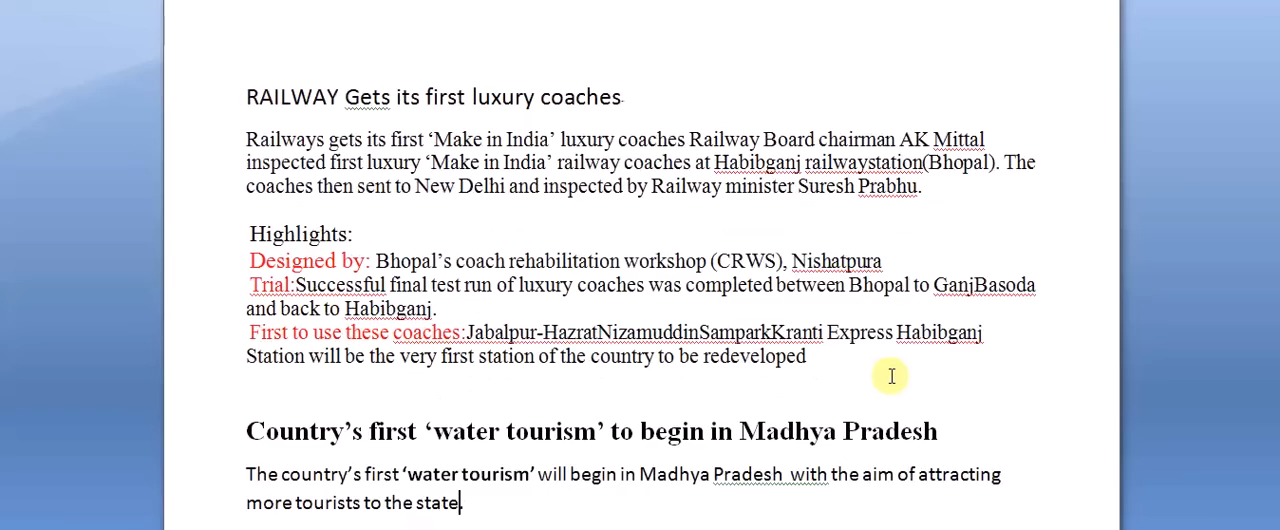 RAILWAY Gets its first luxury coaches
Railways gets its first ‘Make in India’ luxury coaches Railway Board chairman AK Mittal
inspected first luxury ‘Make in India’ railway coaches at Habibganj railwaystation(Bhopal). The
coaches then sent to New Delhi and inspected by Railway minister Suresh Prabhu.
Highlights:
Designed by: Bhopal’s coach rehabilitation workshop (CRWS), Nishatpura
Trial:Successful final test run of luxury coaches was completed between Bhopal to GanjBasoda
and back to Habibganj.
First to use these coaches:Jabalpur-HazratNizamuddinSamparkKranti Express Habibganj
Station will be the very first station of the country to be redeveloped
Country’s first ‘water tourism’ to begin in Madhya Pradesh
The country’s first ‘water tourism’ will begin in Madhya Pradesh with the aim of attracting
more tourists to the state.